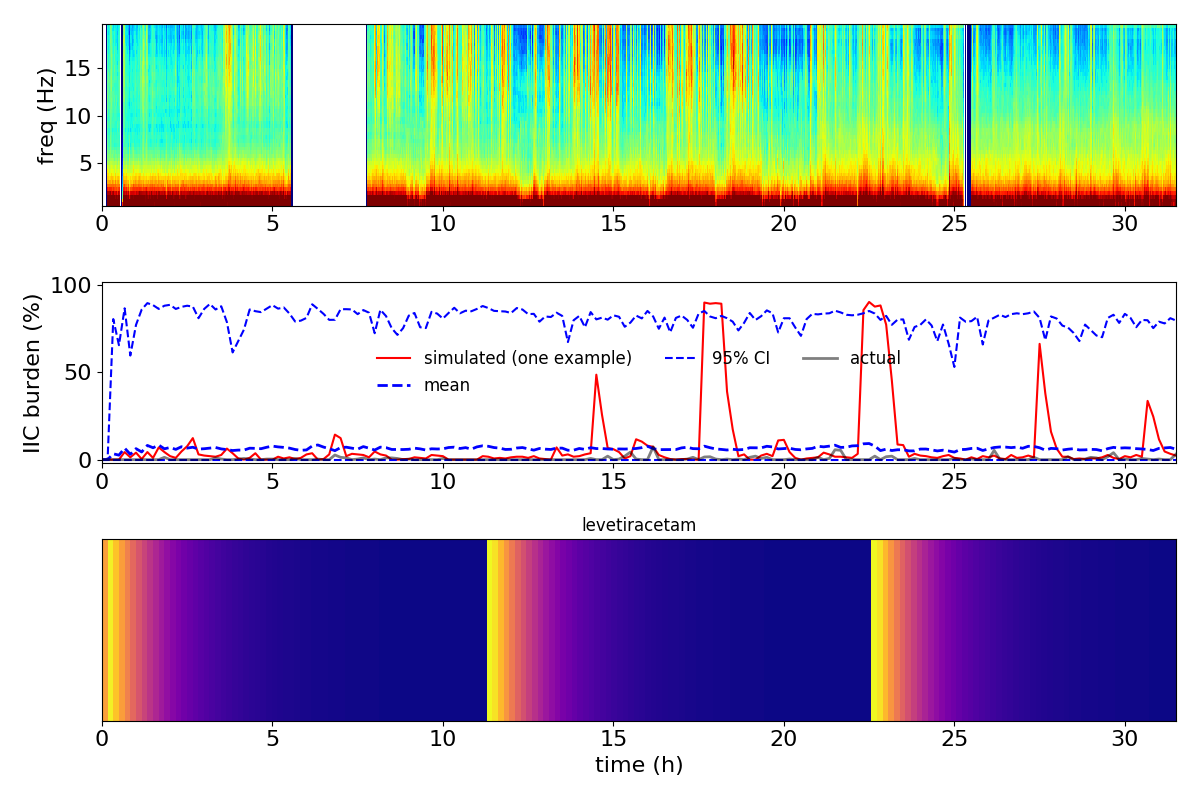 freq (Hz)
15
10
5
0 5 10 15 20 25 30
IIC burden (%)
100
50
0
simulated (one example) 95% CI actual
mean
0 5 10 15 20 25 30
levetiracetam
0 5 10 15 20 25 30
time (h)